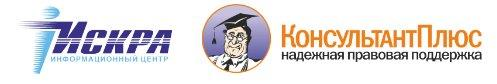 ИСКРА
ИНФОРМАЦИОННЫЙ ЦЕНТР
КОНСУЛЬТАНТПЛЮС
надежная правовая поддержка